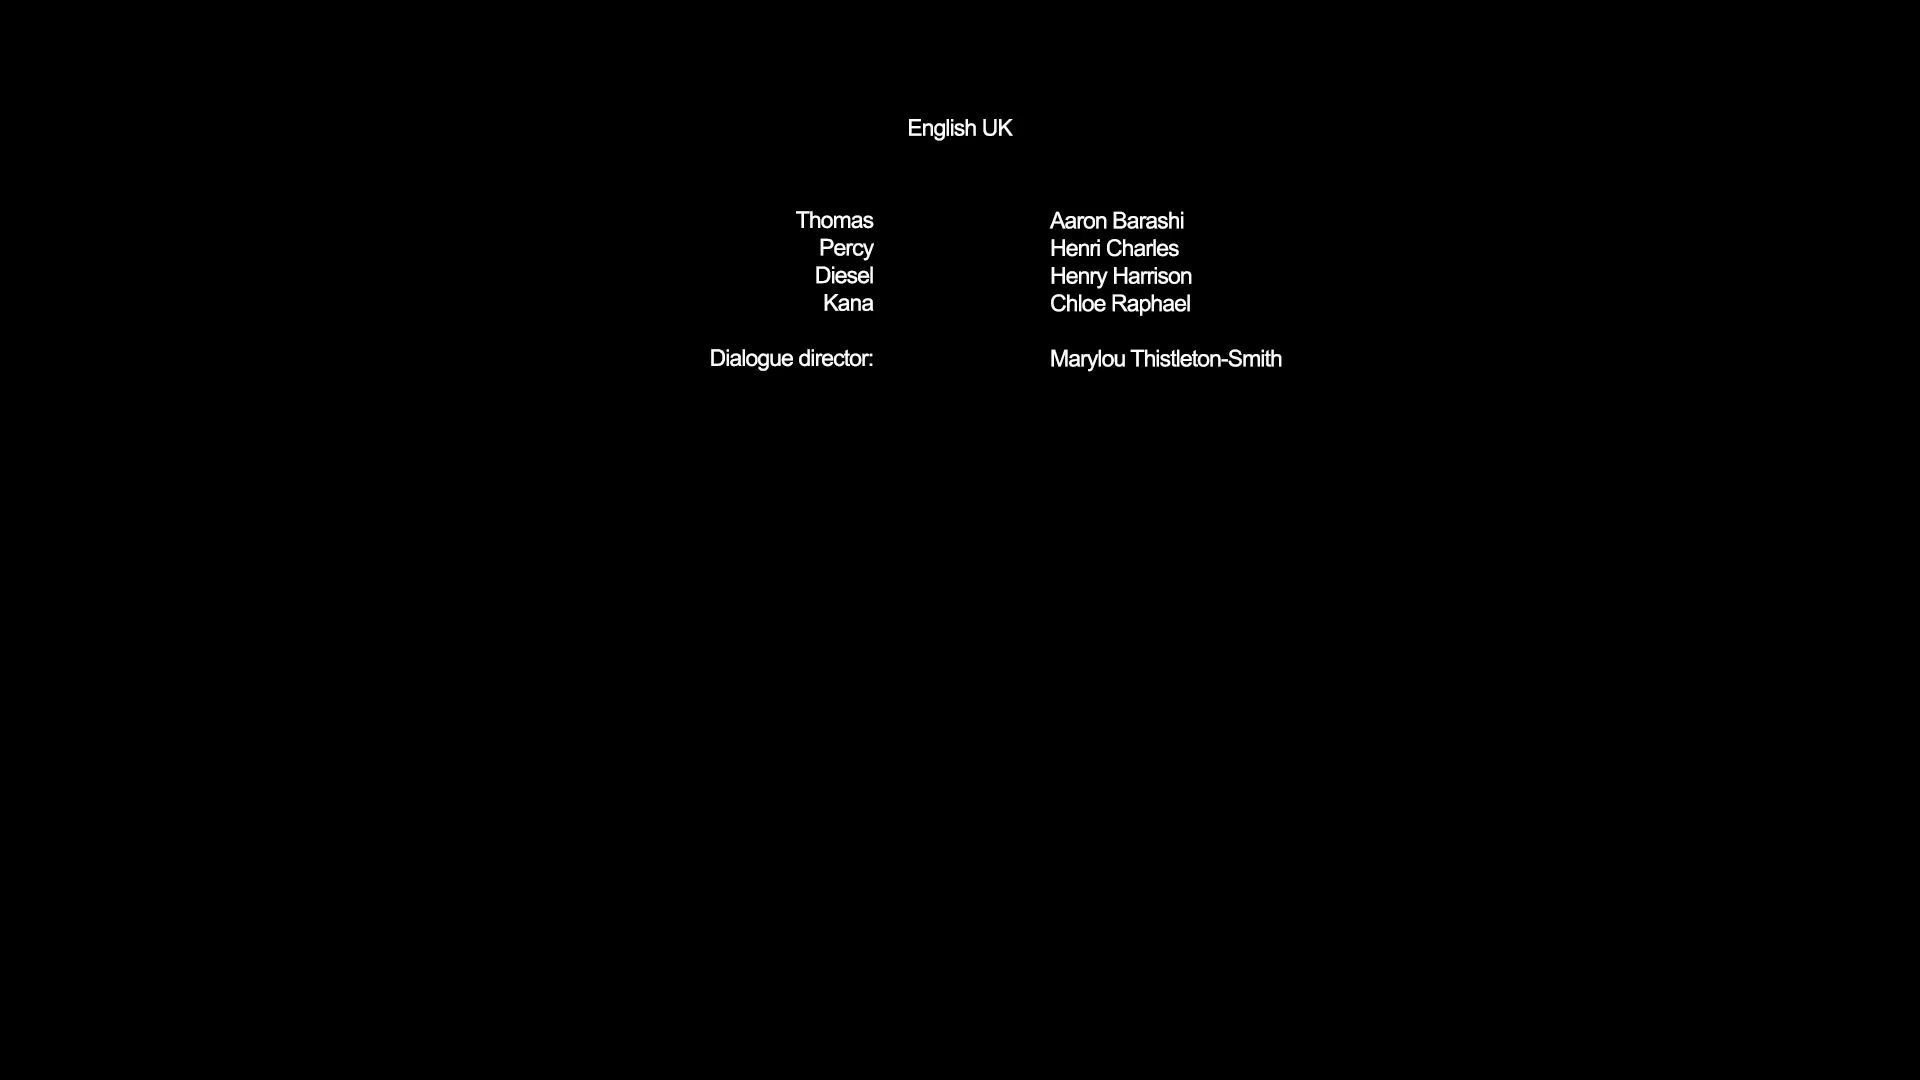 English UK
Thomas Aaron Barashi
Percy Henri Charles
Diesel Henry Harrison
Kana Chloe Raphael
Dialogue director: Marylou Thistleton-Smith